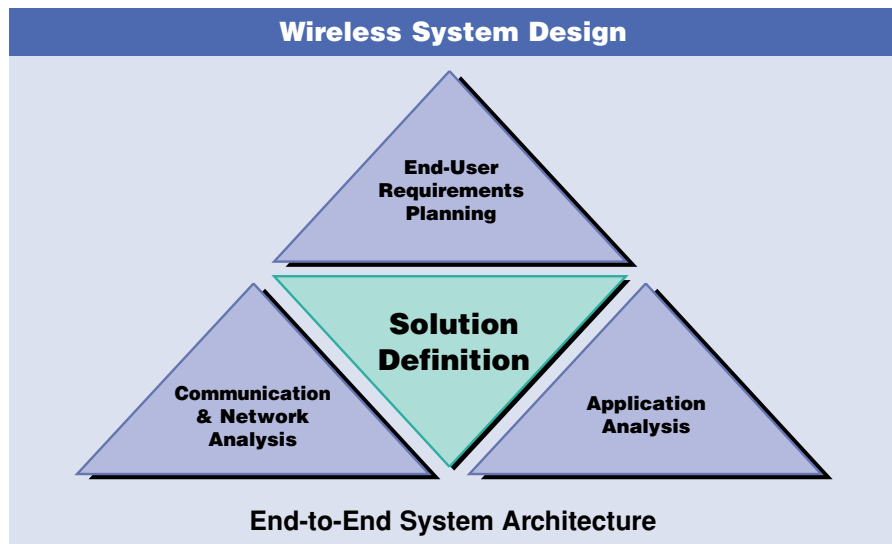 Wireless System Design
End-User
Requirements
Planning
Solution
Definition
Communication
& Network
Analysis
Application
Analysis
End-to-End System Architecture